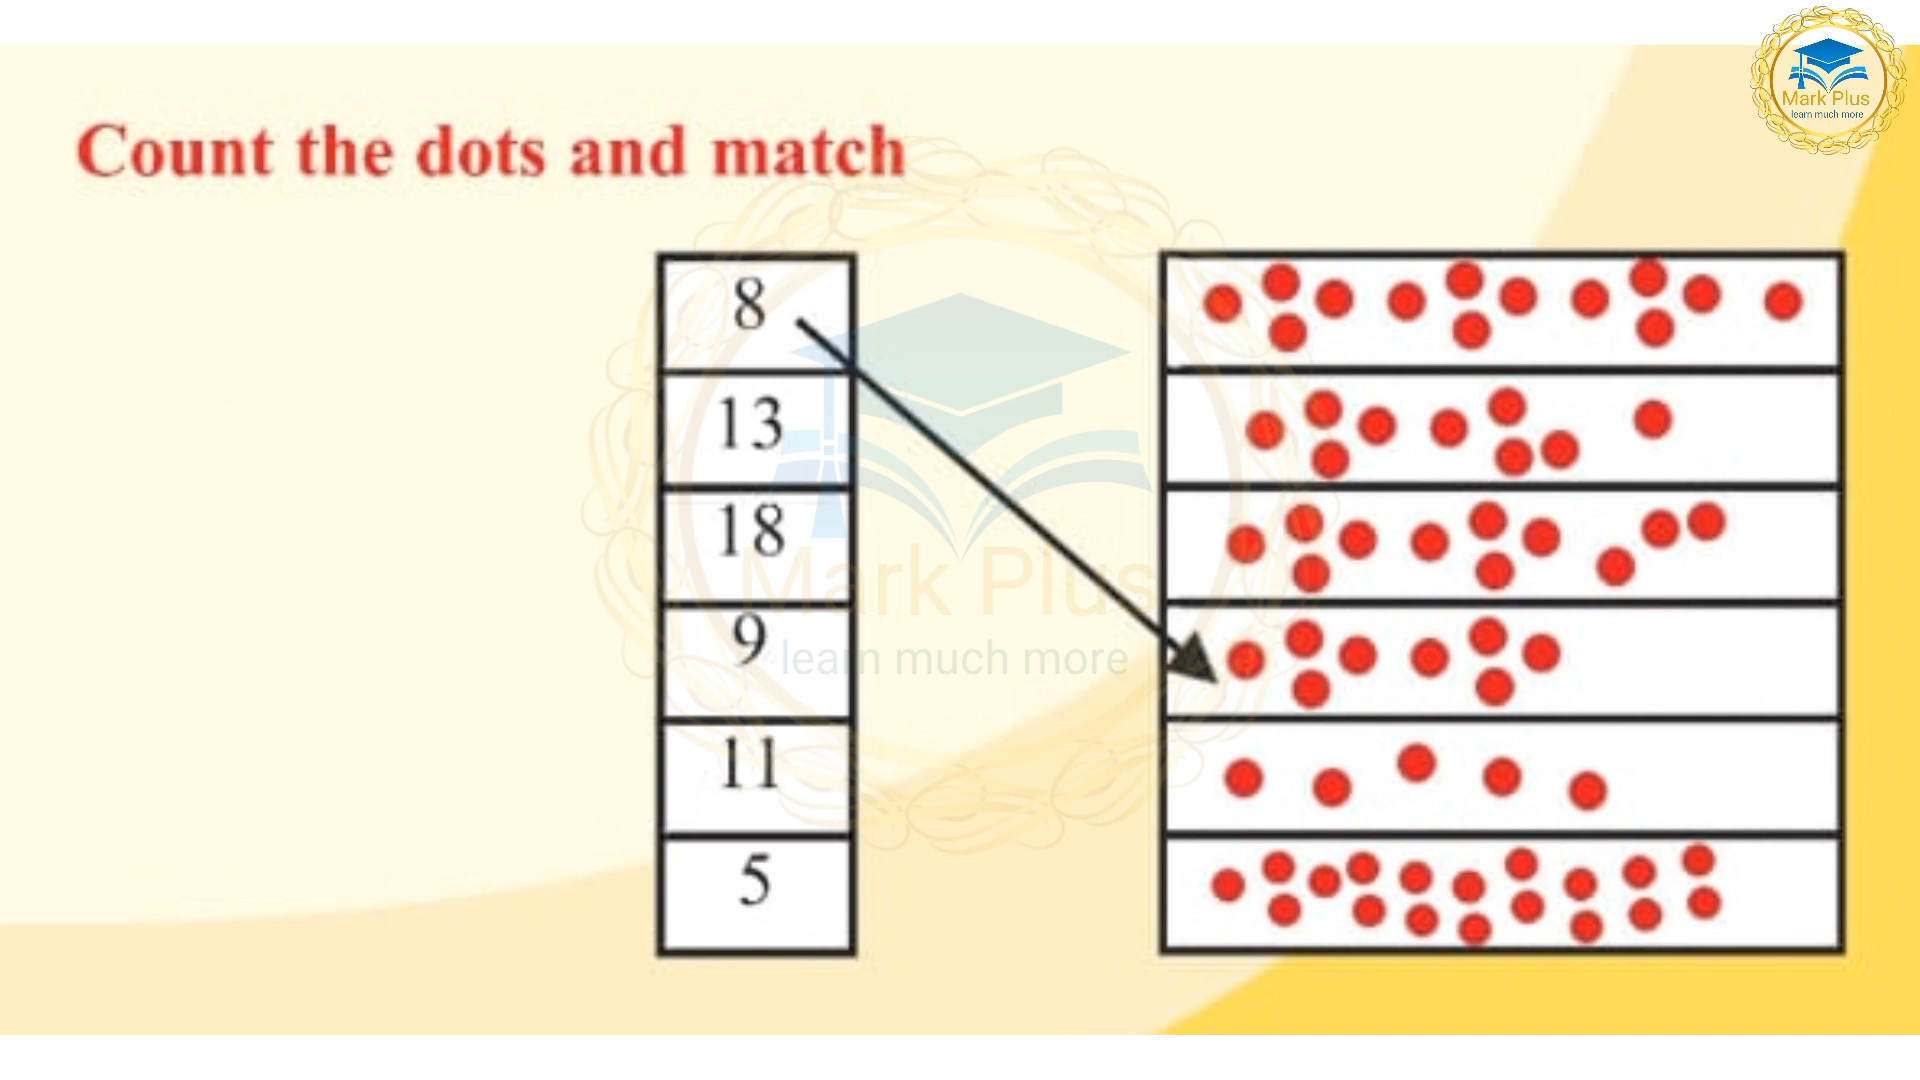 Mark Plus
learn much more
Count the dots and match
8
13
18
9
11
5
Mark Plus
learn much more